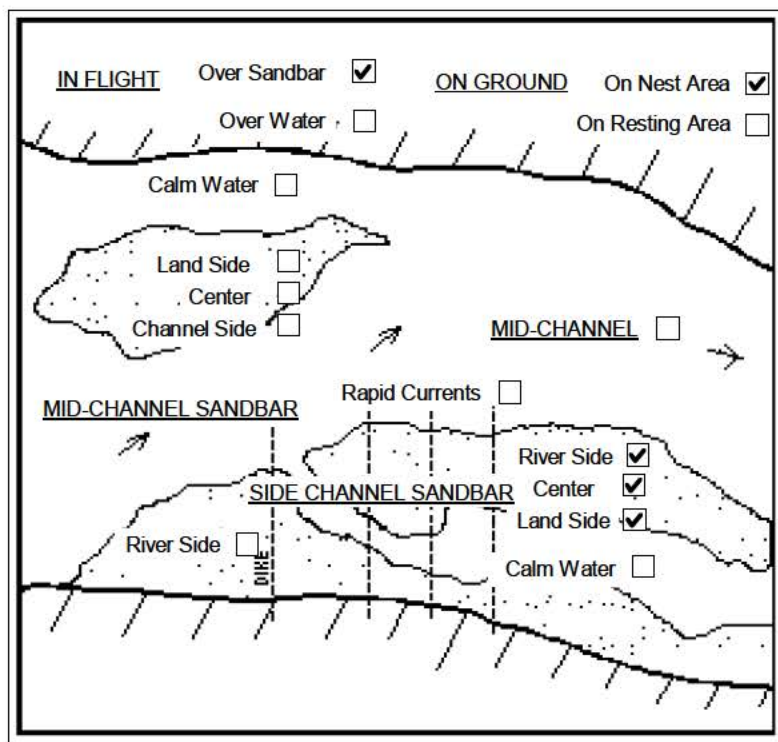 IN FLIGHT Over Sandbar ON GROUND On Nest Area
Over Water On Resting Area
Calm Water
Land Side
Center
Channel Side MID-CHANNEL
Rapid Currents
MID-CHANNEL SANDBAR
River Side
SIDE CHANNEL SANDBAR Center
Land Side
River Side
DIKE
Calm Water